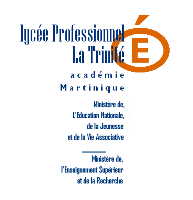 lycée Professionnel
La Trinité
académie
Martinique
Ministère de,
L'Education Nationale,
de la Jeunesse
et de la Vie Associative
Ministère de,
l'Enseignement Supérieur
et de la Recherche